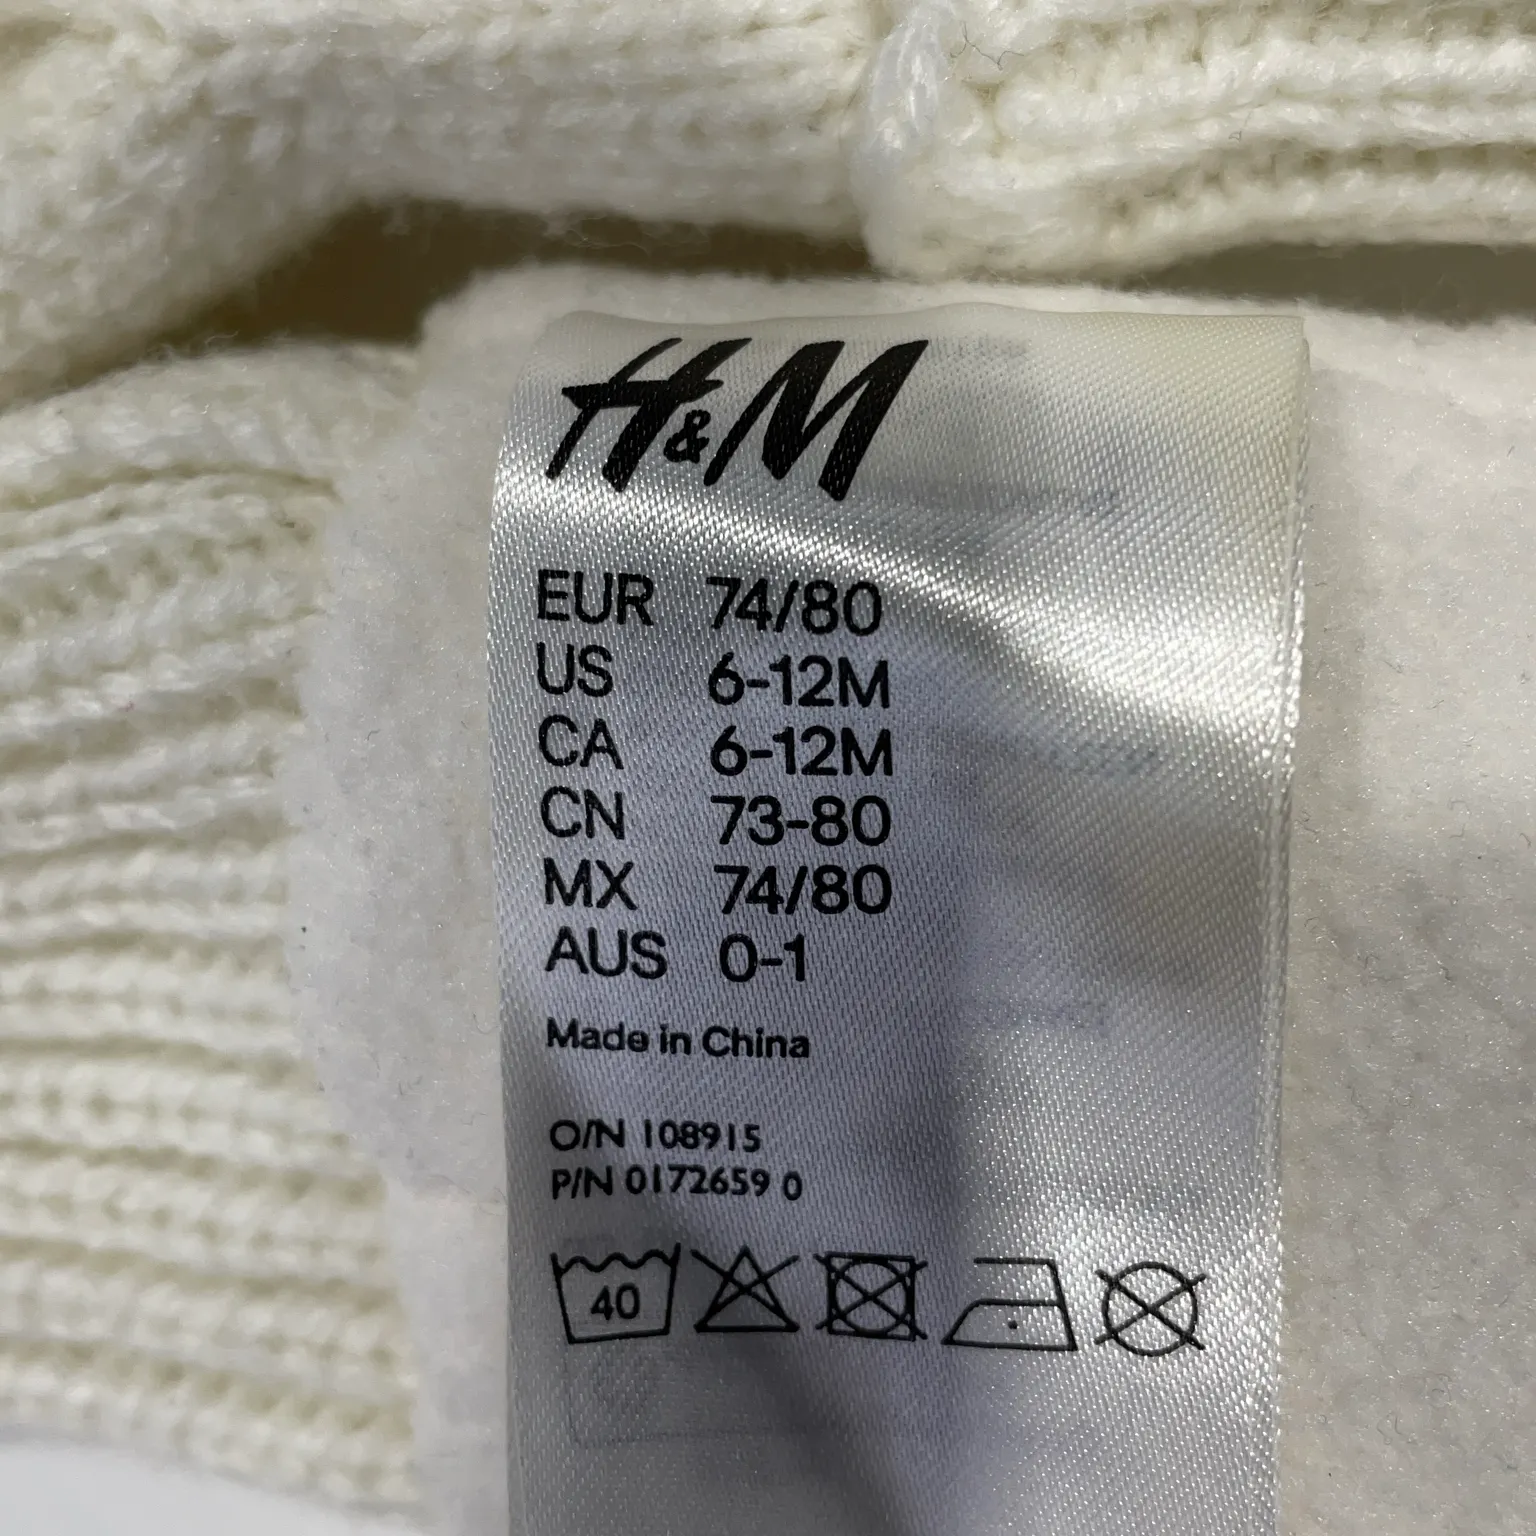 H&M
EUR 74/80
US 6-12M
CA 6-12M
CN 73-80
MX 74/80
AUS 0-1
Made in China
O/N 108915
P/N 0172659 0
40